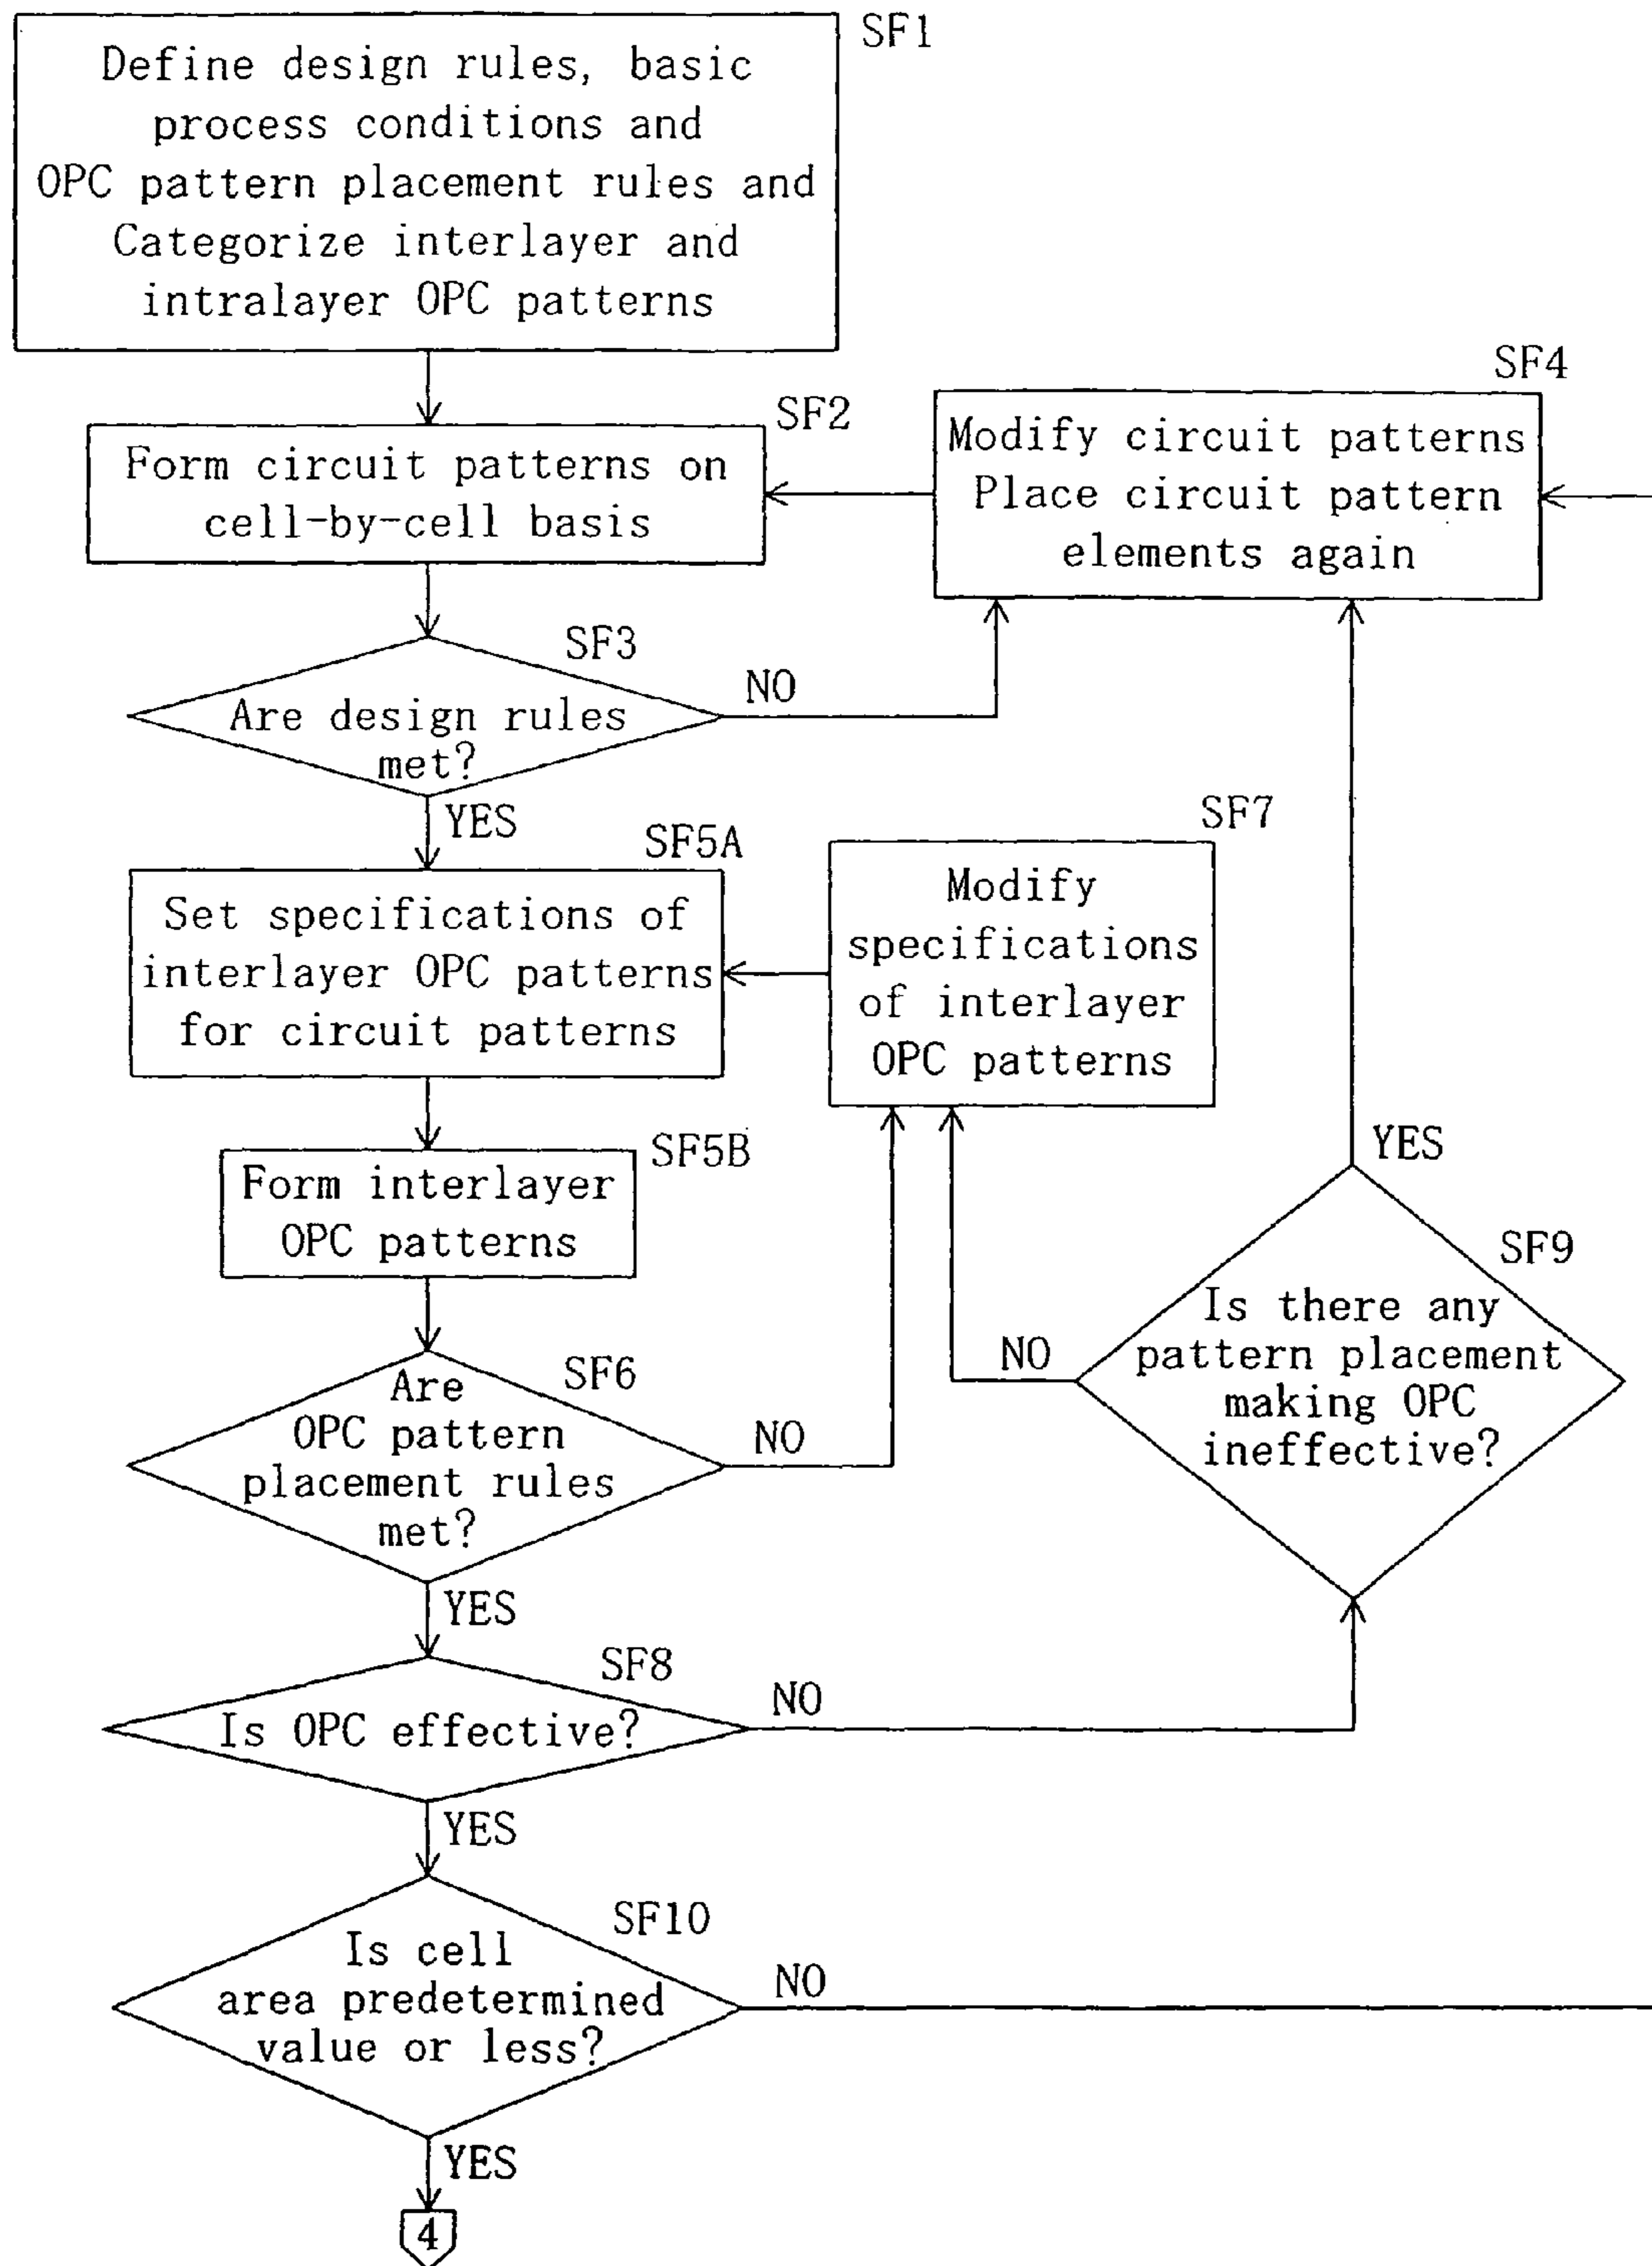 SF1
Define design rules, basic
process conditions and
OPC pattern placement rules and
Categorize interlayer and
intralayer OPC patterns
SF2
Form circuit patterns on
cell-by-cell basis
SF4
Modify circuit patterns
Place circuit pattern
elements again
SF3
Are design rules
met?
NO
YES
SF5A
Set specifications of
interlayer OPC patterns
for circuit patterns
SF7
Modify
specifications
of interlayer
OPC patterns
SF5B
Form interlayer
OPC patterns
SF6
Are
OPC pattern
placement rules
met?
NO
YES
SF9
Is there any
pattern placement
making OPC
ineffective?
NO
YES
SF8
Is OPC effective?
NO
YES
SF10
Is cell
area predetermined
value or less?
NO
YES
4